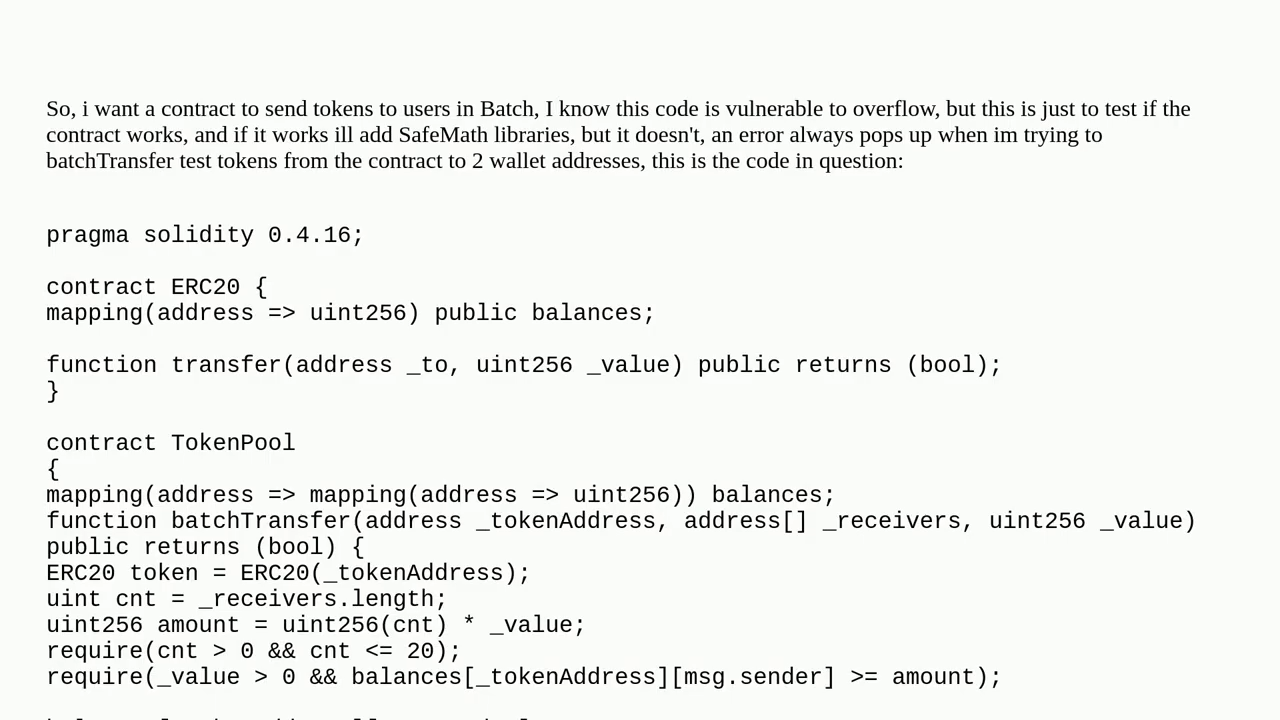 So, i want a contract to send tokens to users in Batch, I know this code is vulnerable to overflow, but this is just to test if the
contract works, and if it works ill add SafeMath libraries, but it doesn't, an error always pops up when im trying to
batchTransfer test tokens from the contract to 2 wallet addresses, this is the code in question:
pragma solidity 0.4.16;
contract ERC20 {
mapping(address => uint256) public balances;
function transfer(address _to, uint256 _value) public returns (bool);
}
contract TokenPool
{
mapping(address => mapping(address => uint256)) balances;
function batchTransfer(address _tokenAddress, address[] _receivers, uint256 _value)
public returns (bool) {
ERC20 token = ERC20(_tokenAddress);
uint cnt = _receivers.length;
uint256 amount = uint256(cnt) * _value;
require(cnt > 0 && cnt <= 20);
require(_value > 0 && balances[_tokenAddress][msg.sender] >= amount);